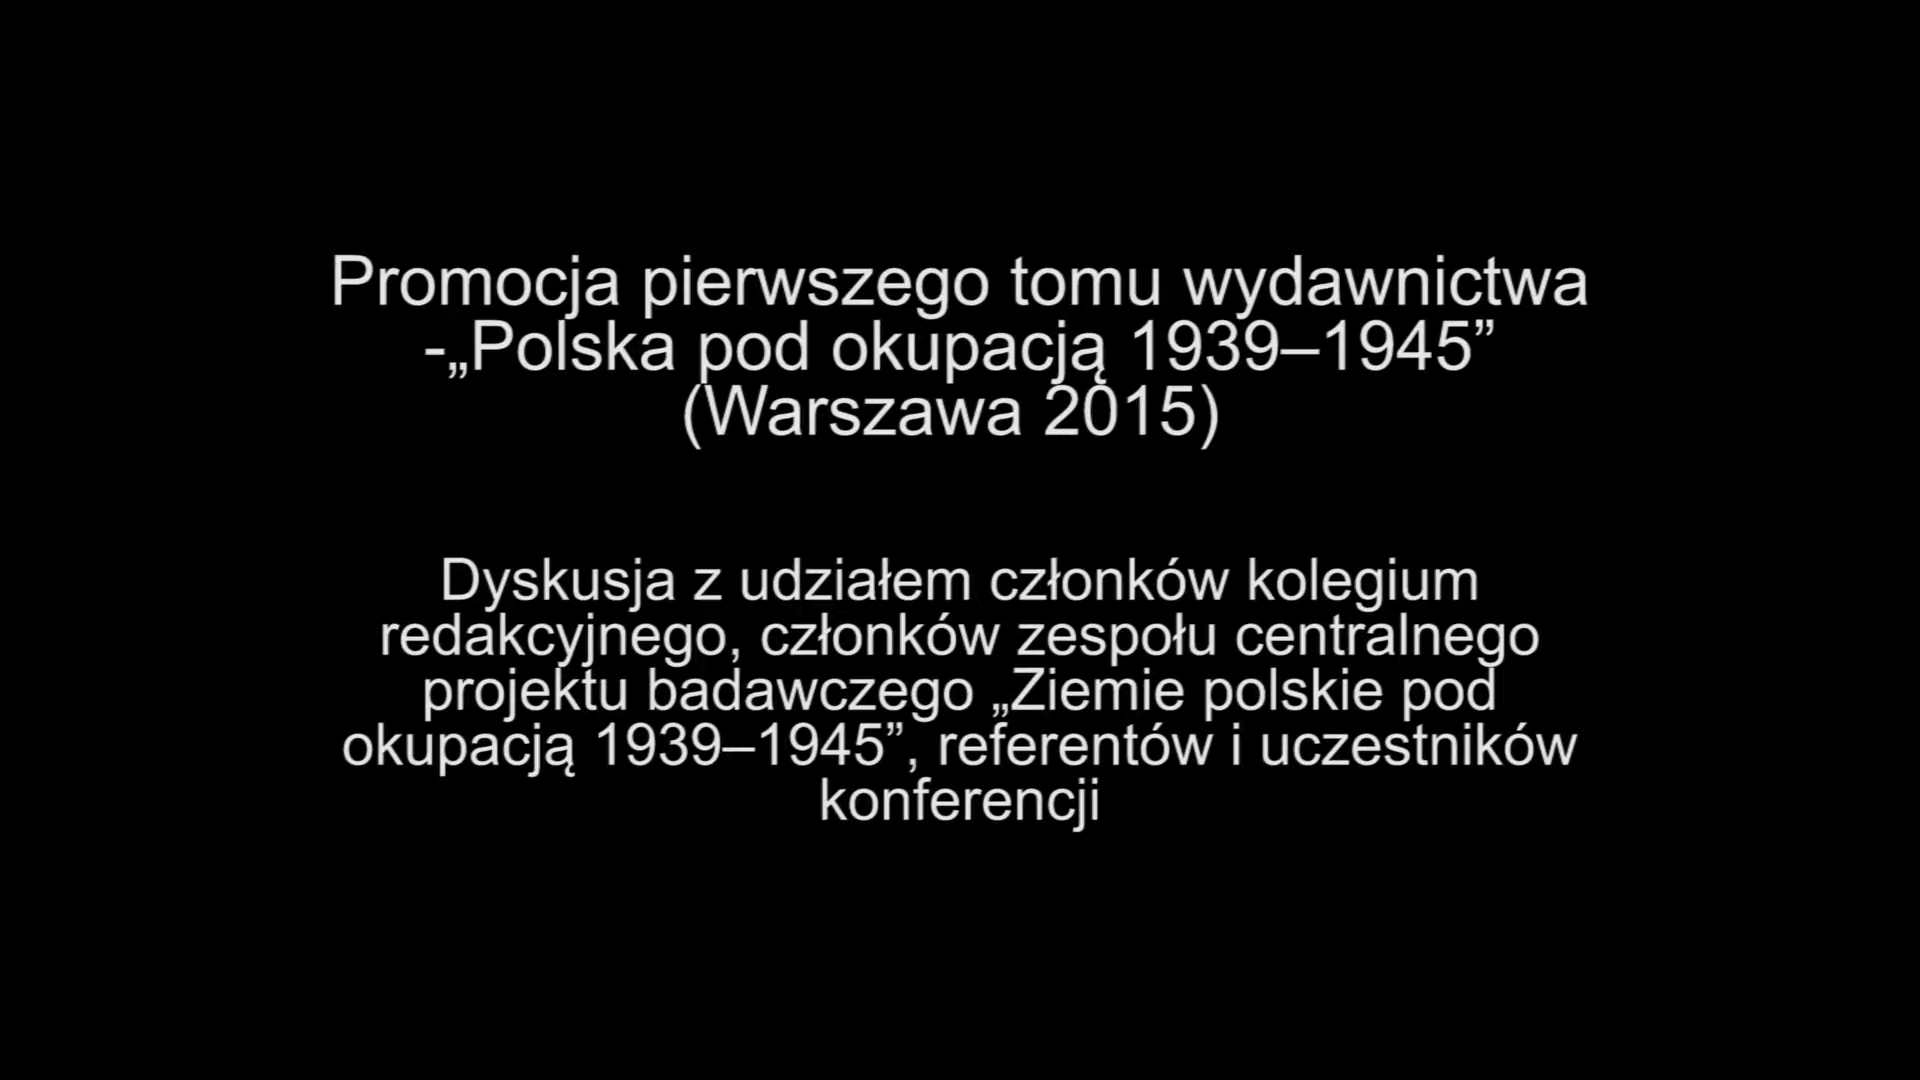 Promocja pierwszego tomu wydawnictwa
-„Polska pod okupacją 1939–1945”
(Warszawa 2015)
Dyskusja z udziałem członków kolegium
redakcyjnego, członków zespołu centralnego
projektu badawczego „Ziemie polskie pod
okupacją 1939–1945”, referentów i uczestników
konferencji